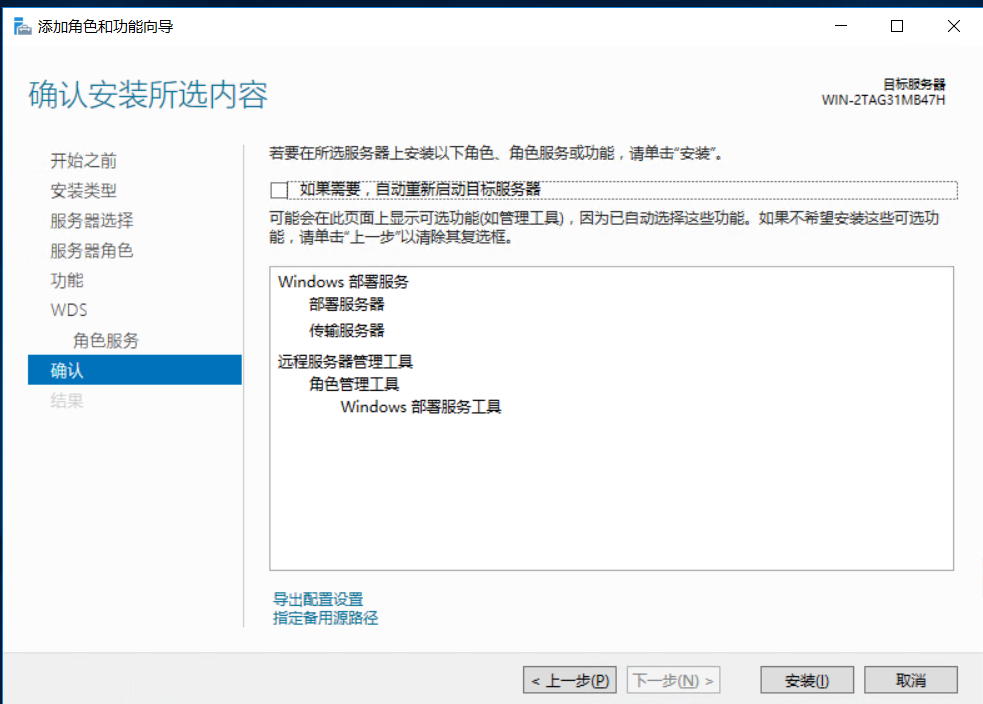 添加角色和功能向导
确认安装所选内容
目标服务器
WIN-2TAG31MB47H
开始之前
安装类型
服务器选择
服务器角色
功能
WDS
角色服务
确认
结果
若要在所选服务器上安装以下角色、角色服务或功能，请单击“安装”。
如果需要，自动重新启动目标服务器
可能会在此页面上显示可选功能(如管理工具)，因为已自动选择这些功能。如果不希望安装这些可选功
能，请单击“上一步”以清除其复选框。
Windows 部署服务
部署服务器
传输服务器
远程服务器管理工具
角色管理工具
Windows 部署服务工具
导出配置设置
指定备用源路径
< 上一步(P)
下一步(N) >
安装(I)
取消